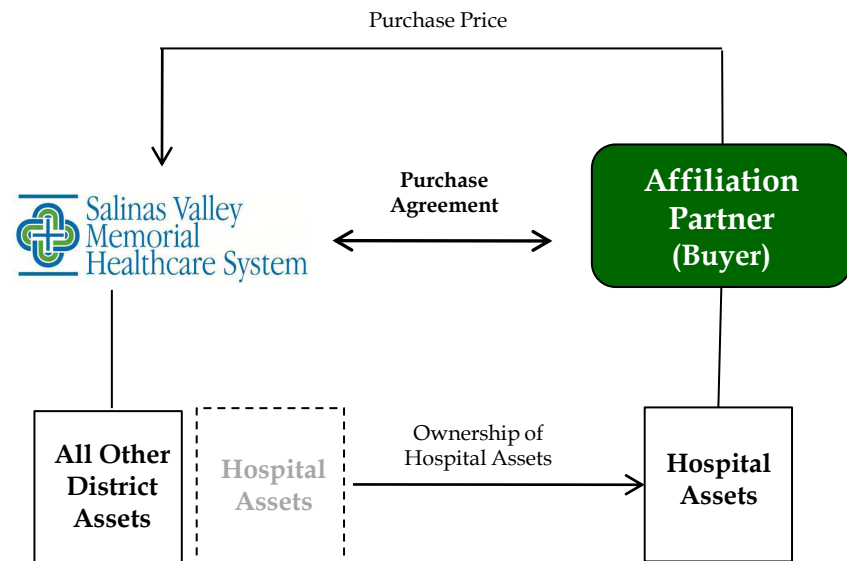 Purchase Price
Salinas Valley
Memorial
Healthcare System
Purchase
Agreement
Affiliation
Partner
(Buyer)
All Other
District
Assets
Hospital
Assets
Ownership of
Hospital Assets
Hospital
Assets